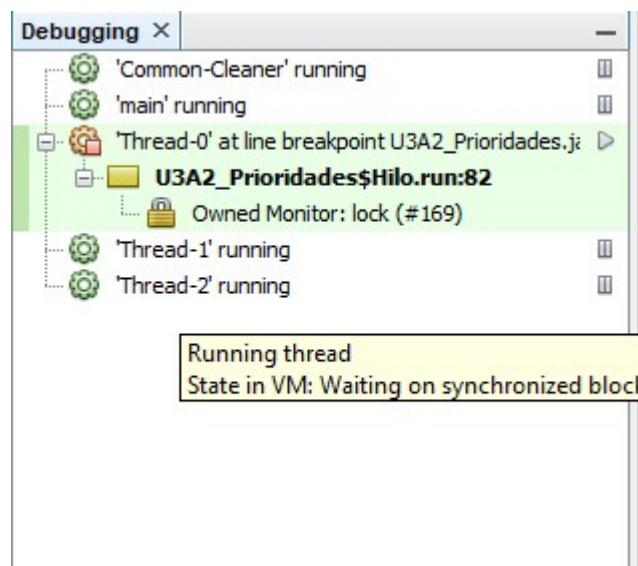 Debugging
'Common-Cleaner' running
'main' running
'Thread-0' at line breakpoint U3A2_Prioridades.ja
U3A2_Prioridades$Hilo.run:82
Owned Monitor: lock (#169)
'Thread-1' running
'Thread-2' running
Running thread
State in VM: Waiting on synchronized block